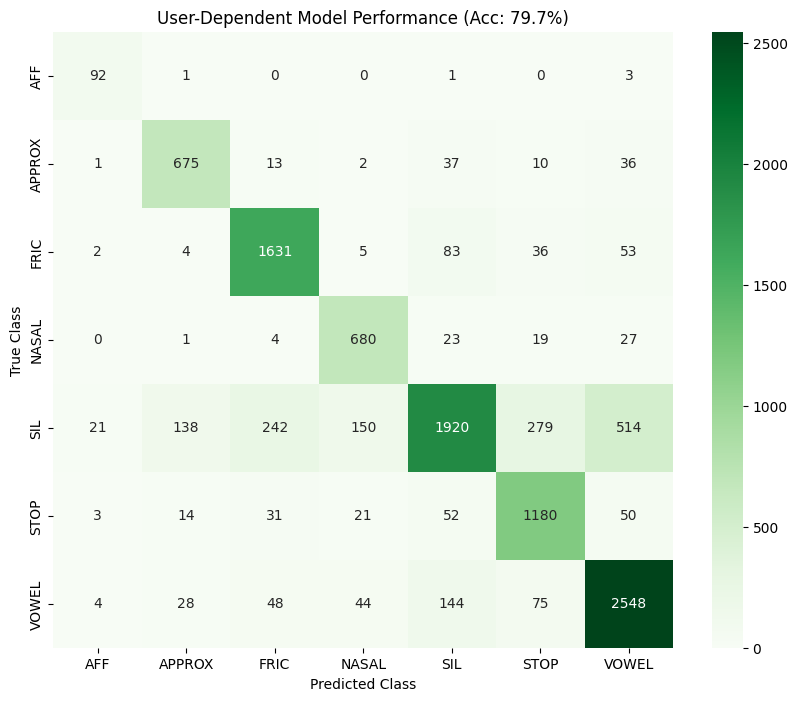 User-Dependent Model Performance (Acc: 79.7%)
True Class
AFF 92 1 0 0 1 0 3
APPROX 1 675 13 2 37 10 36
FRIC 2 4 1631 5 83 36 53
NASAL 0 1 4 680 23 19 27
SIL 21 138 242 150 1920 279 514
STOP 3 14 31 21 52 1180 50
VOWEL 4 28 48 44 144 75 2548
AFF APPROX FRIC NASAL SIL STOP VOWEL
Predicted Class
2500
2000
1500
1000
500
0